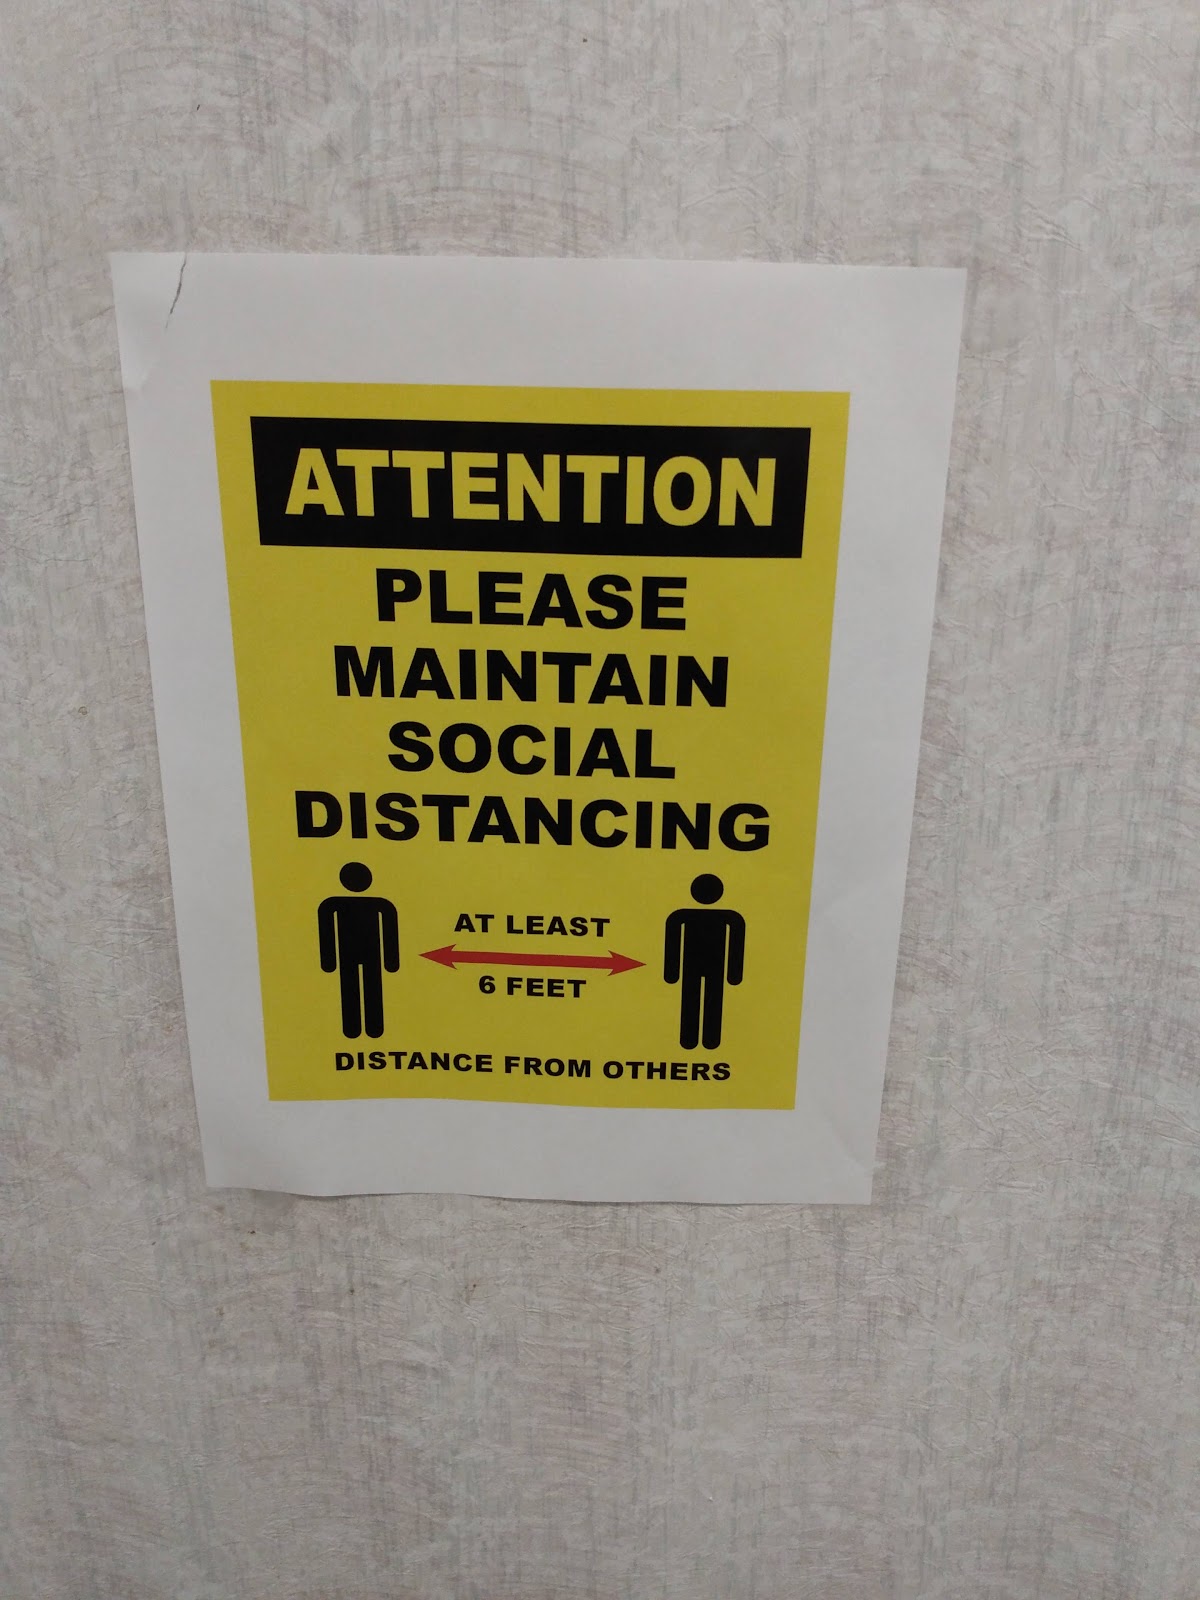 ATTENTION
PLEASE
MAINTAIN
SOCIAL
DISTANCING
AT LEAST
6 FEET
DISTANCE FROM OTHERS